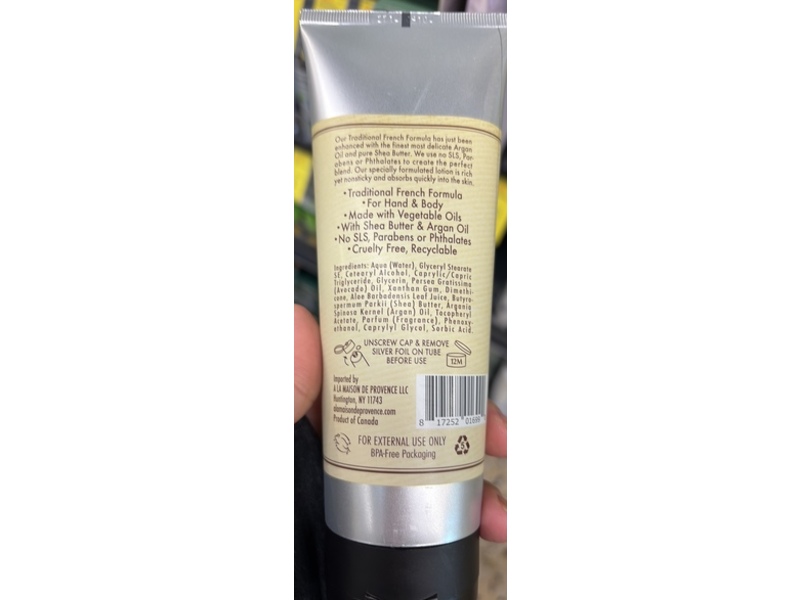 Our Traditional French Formula has just been
enhanced with the finest most delicate Argan
Oil and pure Shea Butter. We use no SLS, Par-
abens or Phthalates to create the perfect
blend. Our specially formulated lotion is rich
yet nonsticky and absorbs quickly into the skin.
• Traditional French Formula
• For Hand & Body
• Made with Vegetable Oils
• With Shea Butter & Argan Oil
• No SLS, Parabens or Phthalates
• Cruelty Free, Recyclable
Ingredients: Aqua (Water), Glyceryl Stearate
SE, Cetearyl Alcohol, Caprylic/Capric
Triglyceride, Glycerin, Persea Gratissima
(Avocado) Oil, Xanthan Gum, Dimethi-
cone, Aloe Barbadensis Leaf Juice, Butyro-
spermum Parkii (Shea) Butter, Argania
Spinosa Kernel (Argan) Oil, Tocopheryl
Acetate, Parfum (Fragrance), Phenoxy-
ethanol, Caprylyl Glycol, Sorbic Acid.
UNSCREW CAP & REMOVE
SILVER FOIL ON TUBE
BEFORE USE
12M
Imported by
A LA MAISON DE PROVENCE LLC
Huntington, NY 11743
alamaisondeprovence.com
Product of Canada
8 17252
FOR EXTERNAL USE ONLY
BPA-Free Packaging
5